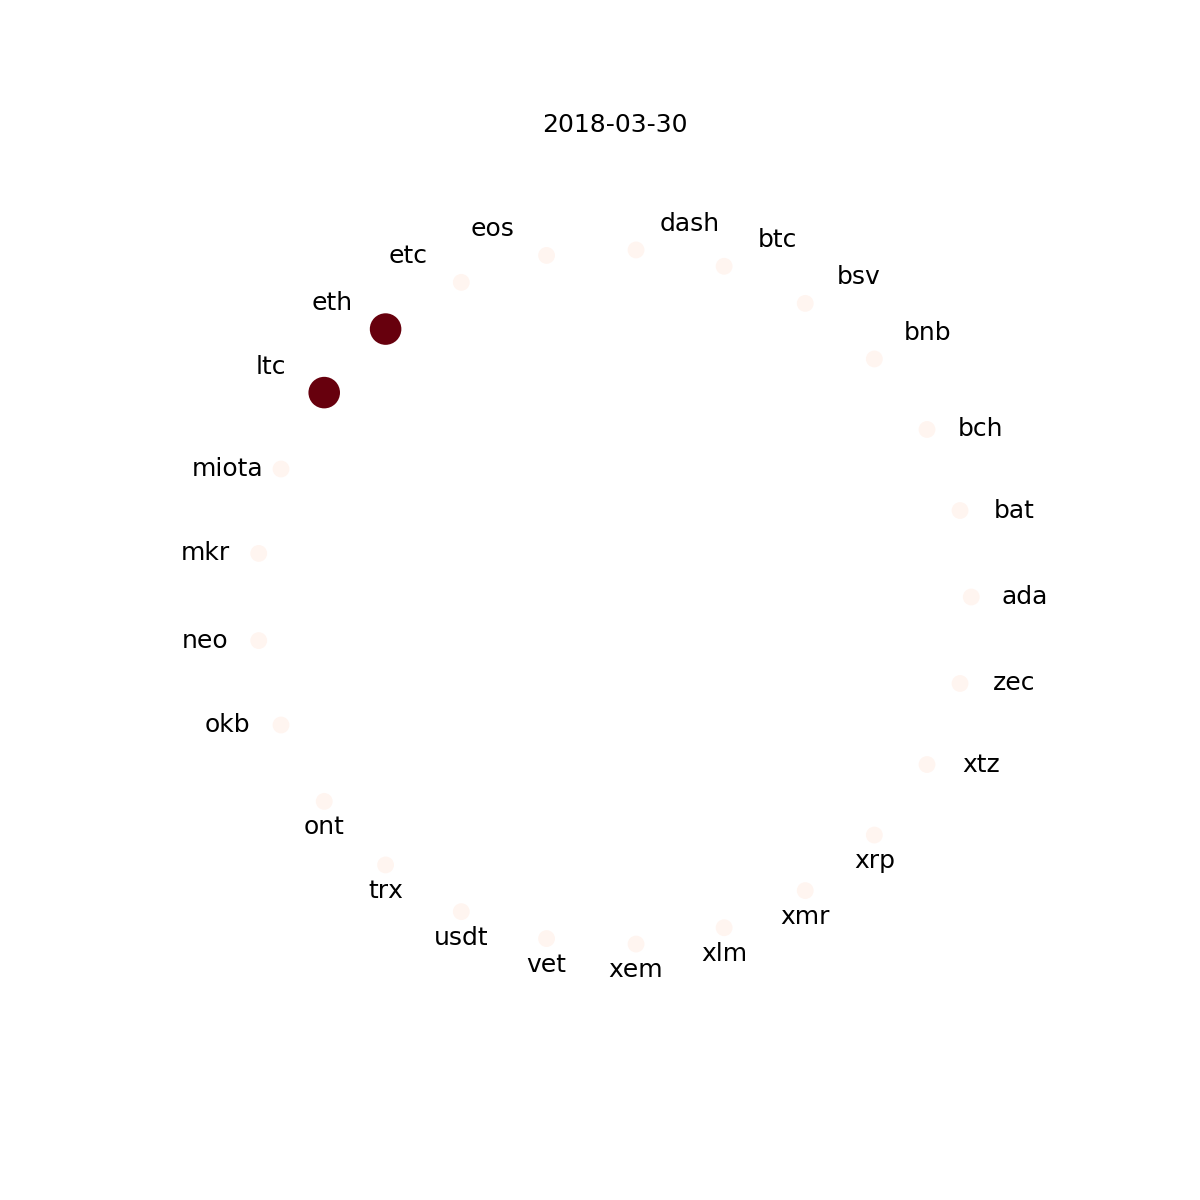 2018-03-30
dash
eos
btc
etc
bsv
eth
bnb
ltc
bch
miota
bat
mkr
ada
neo
zec
okb
xtz
ont
xrp
trx
xmr
usdt
xlm
vet
xem